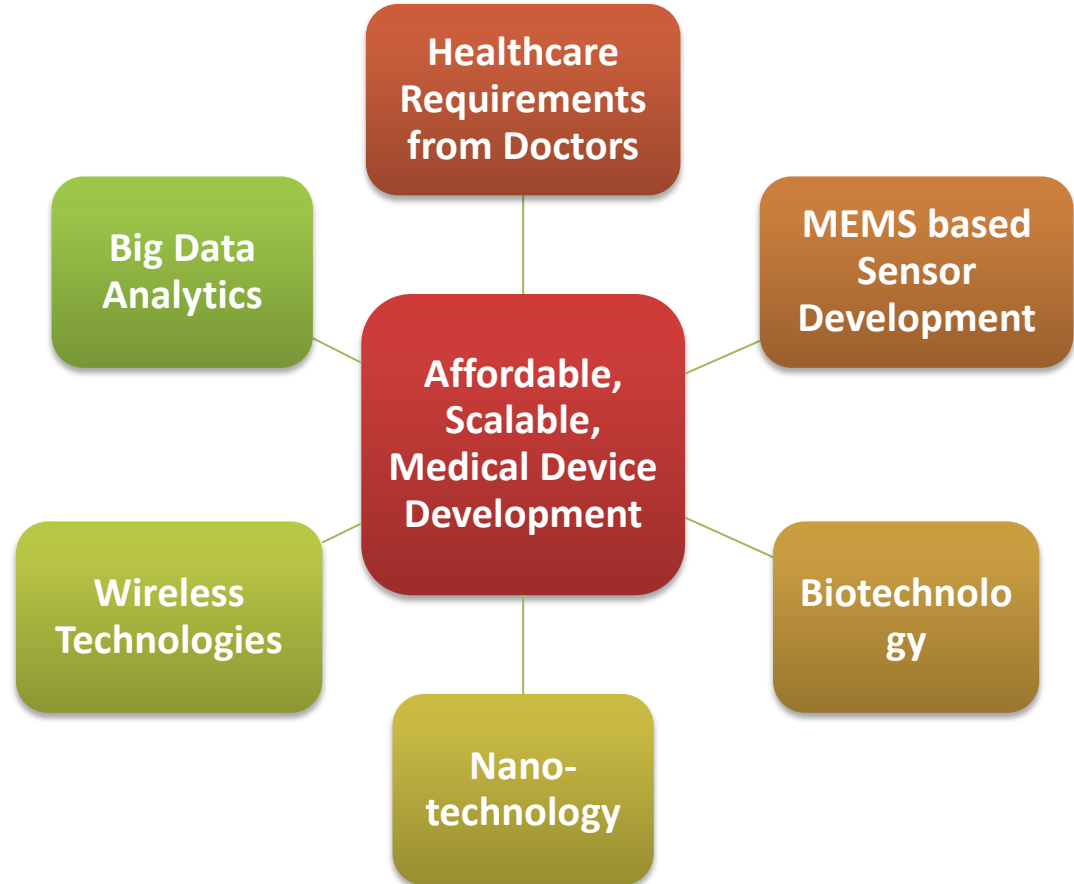 Healthcare
Requirements
from Doctors
MEMS based
Sensor
Development
Biotechnolo
gy
Nano-
technology
Wireless
Technologies
Big Data
Analytics
Affordable,
Scalable,
Medical Device
Development